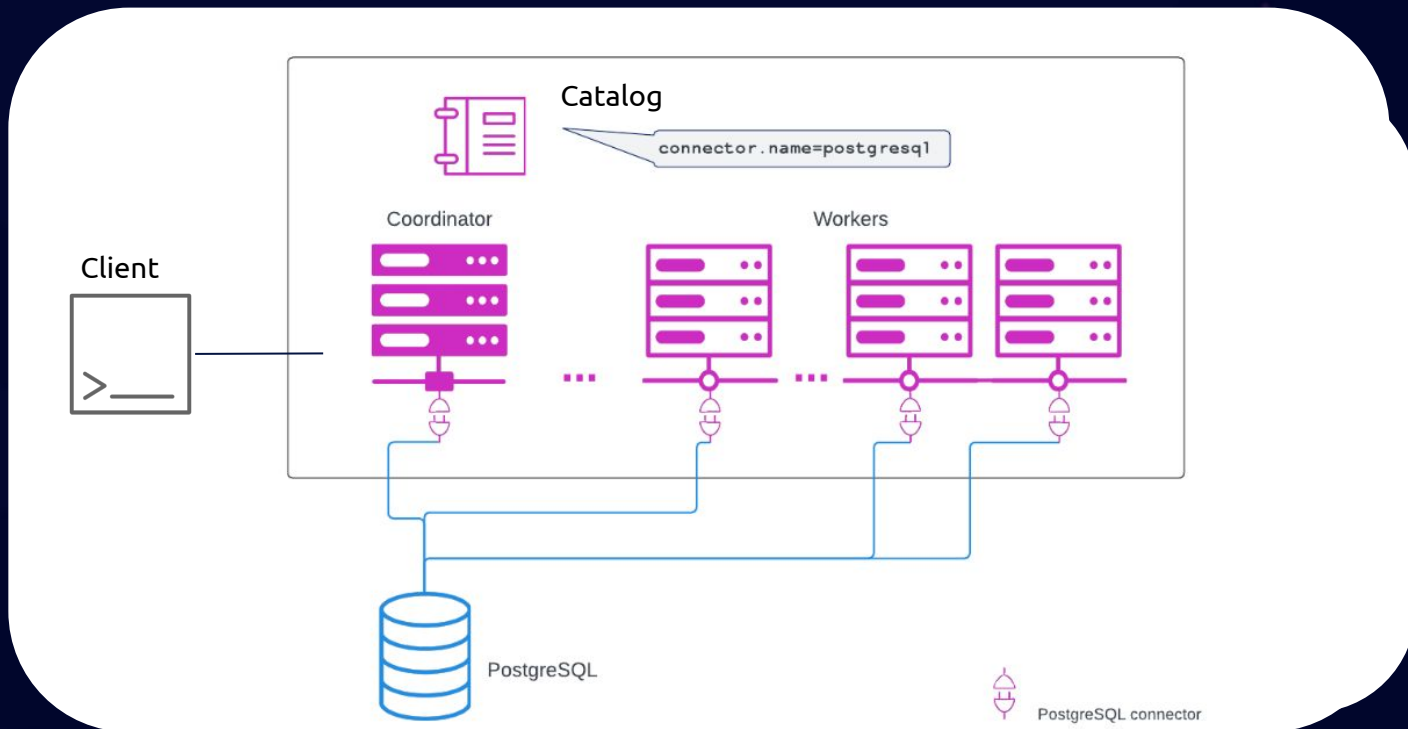 Catalog
connector.name=postgresql
Coordinator
Workers
Client
PostgreSQL
PostgreSQL connector